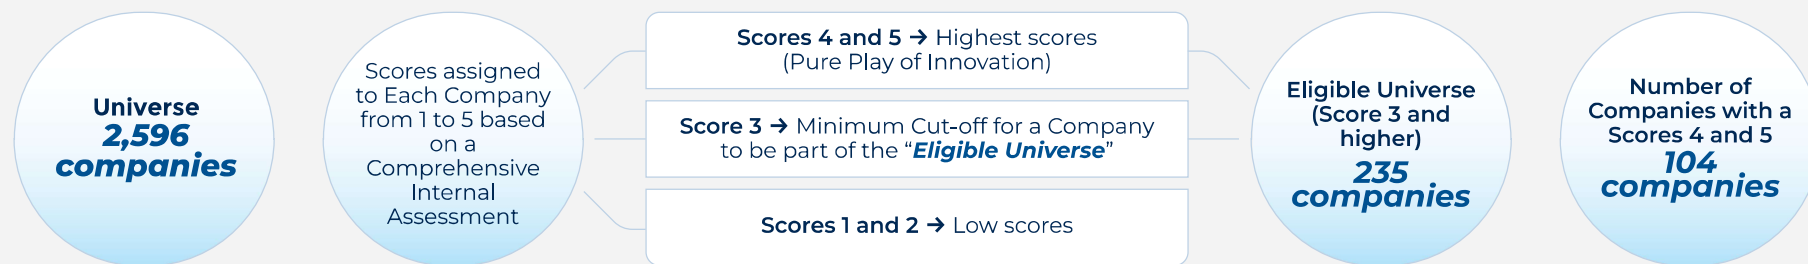 Universe
2,596
companies
Scores assigned
to Each Company
from 1 to 5 based
on a
Comprehensive
Internal
Assessment
Scores 4 and 5 → Highest scores
(Pure Play of Innovation)
Score 3 → Minimum Cut-off for a Company
to be part of the “Eligible Universe”
Scores 1 and 2 → Low scores
Eligible Universe
(Score 3 and
higher)
235
companies
Number of
Companies with a
Scores 4 and 5
104
companies